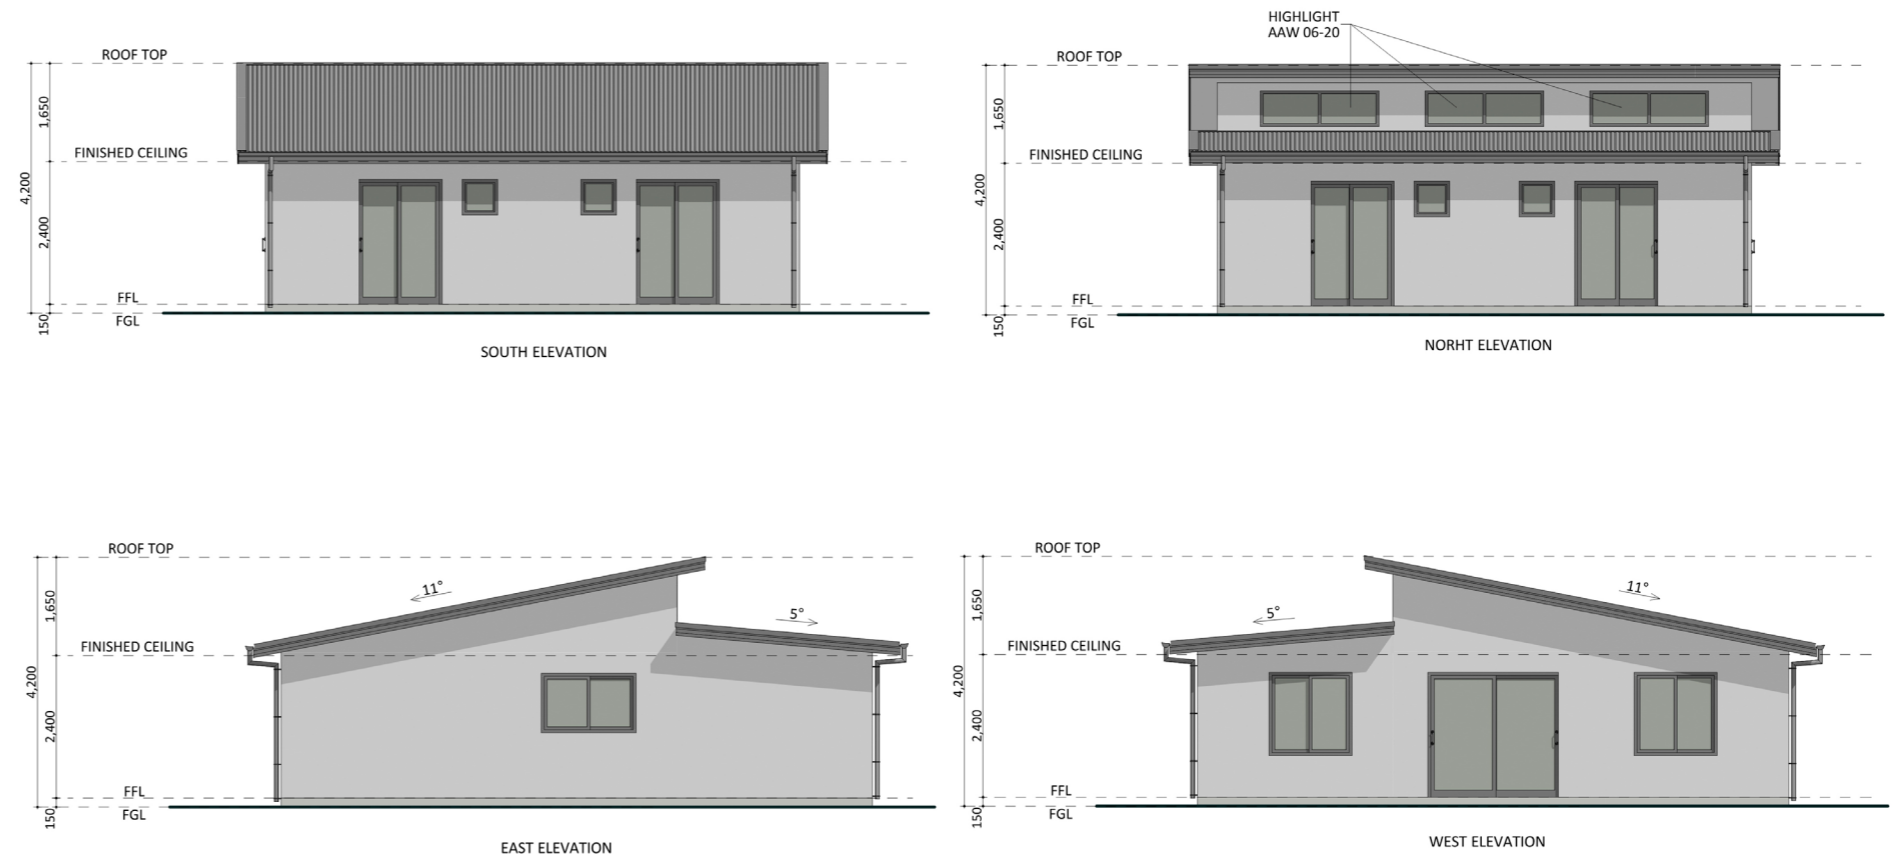 ROOF TOP
1,650
FINISHED CEILING
4,200
2,400
FFL
150
FGL
SOUTH ELEVATION
HIGHLIGHT
AAW 06-20
ROOF TOP
1,650
FINISHED CEILING
4,200
2,400
FFL
150
FGL
NORHT ELEVATION
ROOF TOP
11°
1,650
5°
FINISHED CEILING
4,200
2,400
FFL
150
FGL
EAST ELEVATION
ROOF TOP
11°
1,650
5°
FINISHED CEILING
4,200
2,400
FFL
150
FGL
WEST ELEVATION